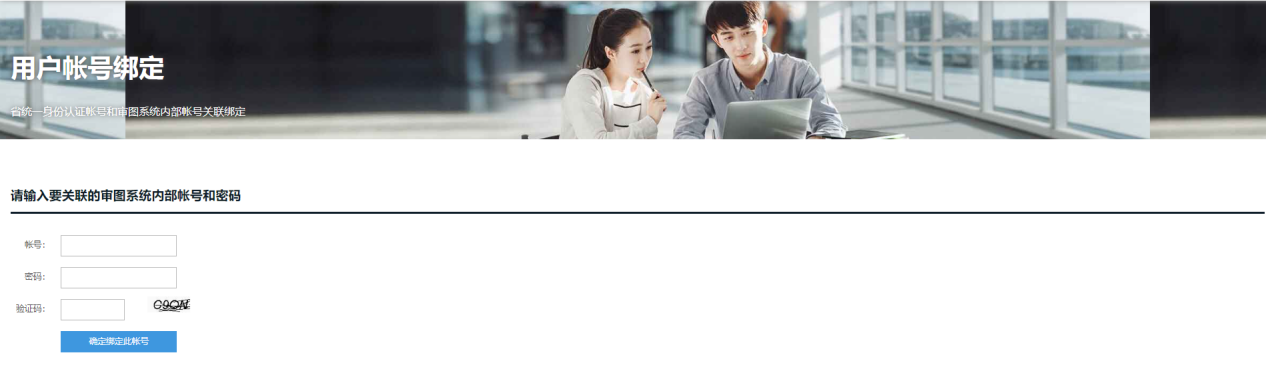 用户帐号绑定
省统一身份认证帐号和审图系统内部帐号关联绑定
请输入要关联的审图系统内部帐号和密码
帐号：
密码：
验证码：
G9QN
确定绑定此帐号